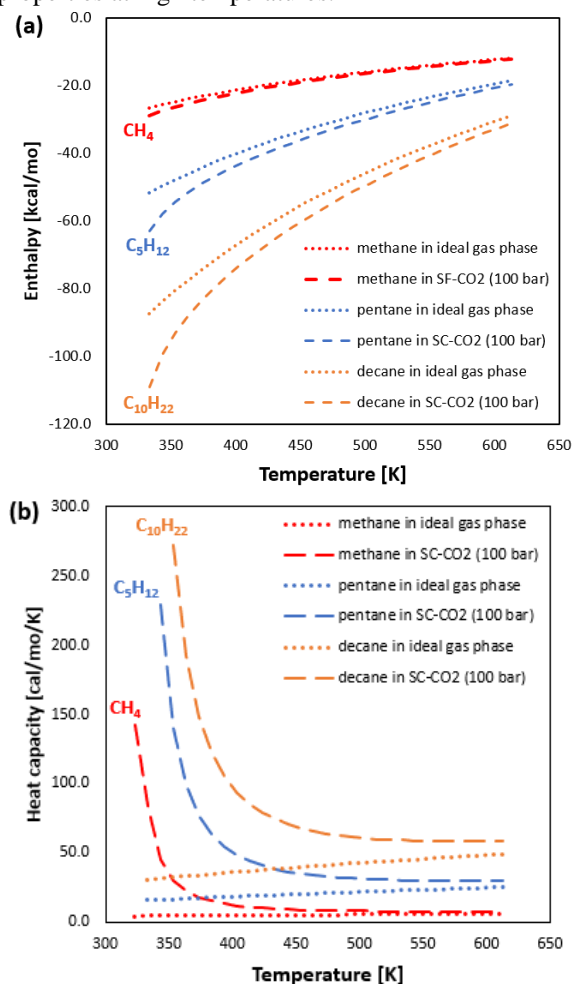 (a)
0.0
-20.0
-40.0
-60.0
-80.0
-100.0
-120.0
Enthalpy [kcal/mo]
CH4
C5H12
C10H22
methane in ideal gas phase
methane in SF-CO2 (100 bar)
pentane in ideal gas phase
pentane in SC-CO2 (100 bar)
decane in ideal gas phase
decane in SC-CO2 (100 bar)
300 350 400 450 500 550 600 650
Temperature [K]
(b)
300.0
250.0
200.0
150.0
100.0
50.0
0.0
Heat capacity [cal/mo/K]
C10H22
C5H12
CH4
methane in ideal gas phase
methane in SC-CO2 (100 bar)
pentane in ideal gas phase
pentane in SC-CO2 (100 bar)
decane in ideal gas phase
decane in SC-CO2 (100 bar)
300 350 400 450 500 550 600 650
Temperature [K]